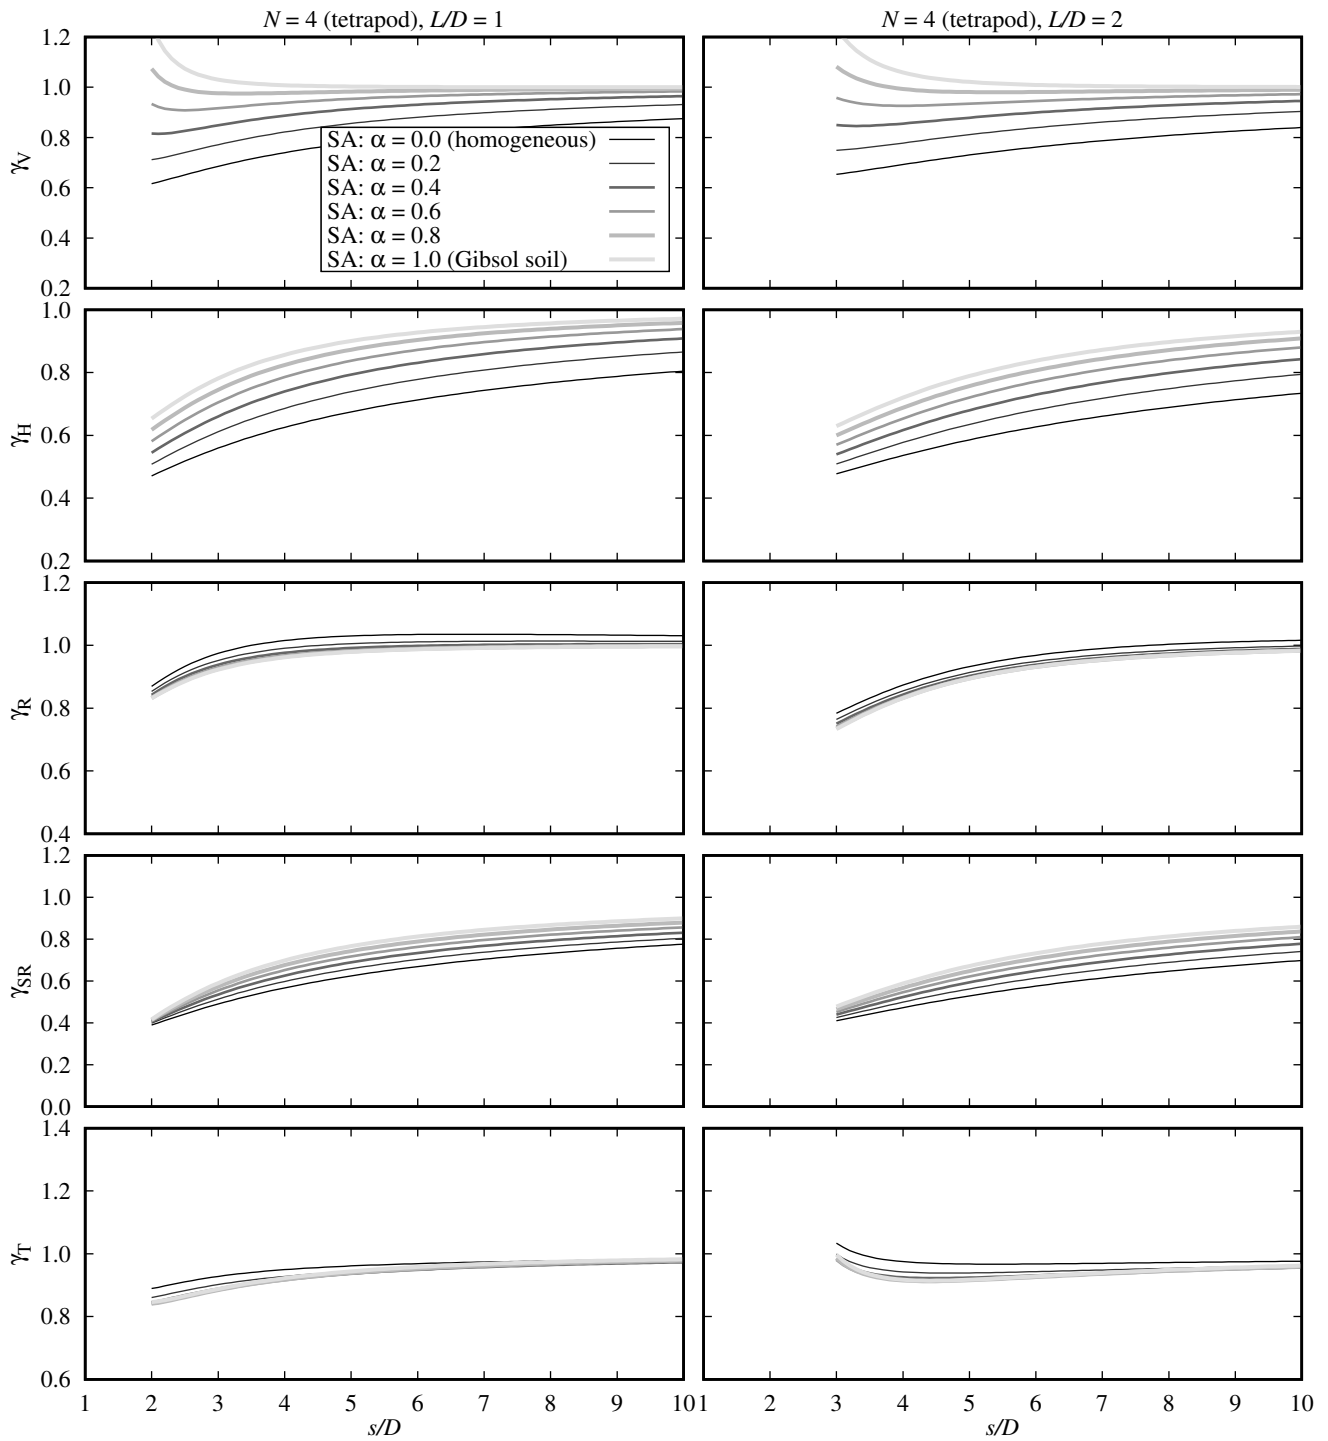 N = 4 (tetrapod), L/D = 1
N = 4 (tetrapod), L/D = 2
1.2
1.0
0.8
0.6
0.4
0.2
γV
SA: α = 0.0 (homogeneous)
SA: α = 0.2
SA: α = 0.4
SA: α = 0.6
SA: α = 0.8
SA: α = 1.0 (Gibsol soil)
1.0
0.8
0.6
0.4
0.2
γH
1.2
1.0
0.8
0.6
0.4
γR
1.2
1.0
0.8
0.6
0.4
0.2
0.0
γSR
1.4
1.2
1.0
0.8
0.6
γT
1 2 3 4 5 6 7 8 9 10
1 2 3 4 5 6 7 8 9 10
s/D
s/D